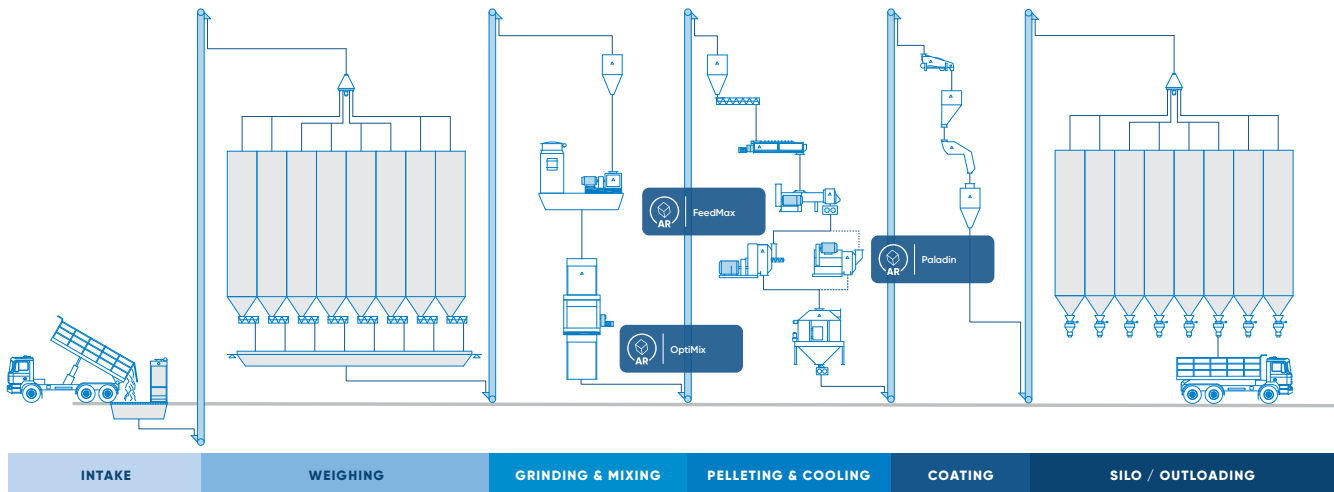 AR
FeedMax
AR
Paladin
AR
OptiMix
INTAKE
WEIGHING
GRINDING & MIXING
PELLETING & COOLING
COATING
SILO / OUTLOADING